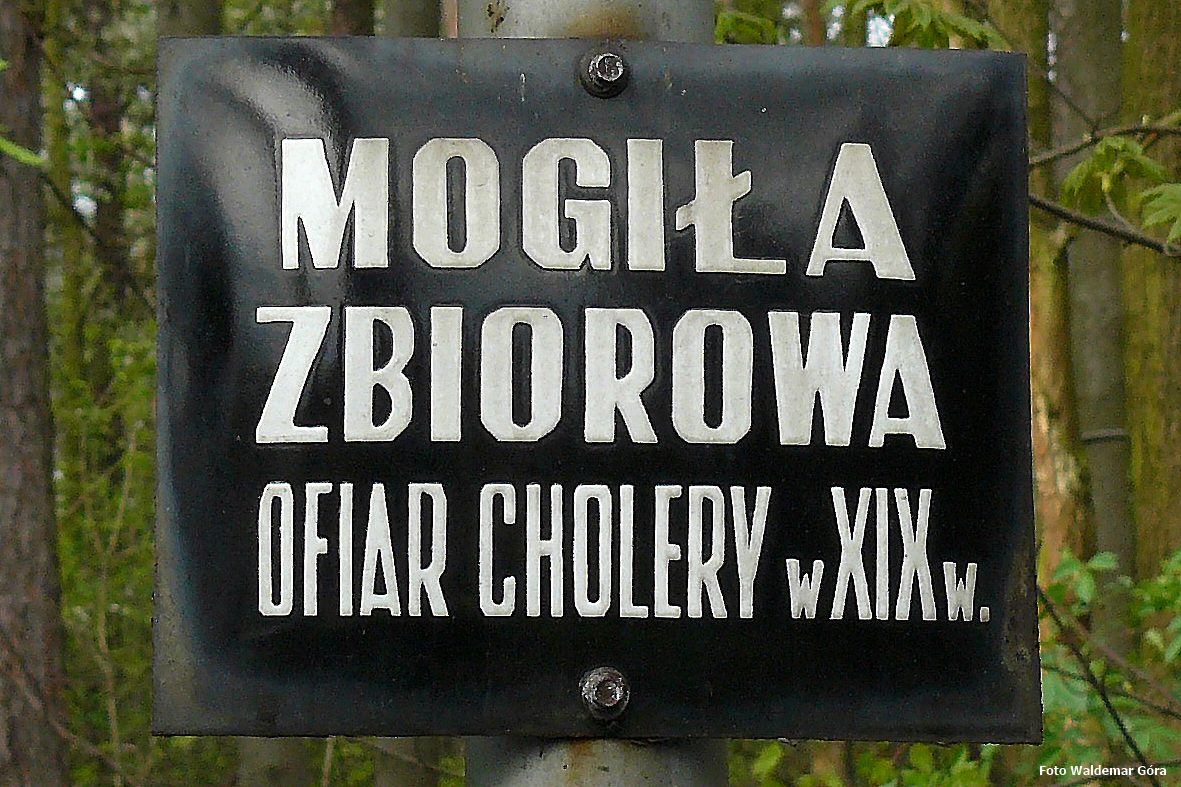 MOGIŁA
ZBIOROWA
OFIAR CHOLERY w XIX w.
Foto Waldemar Góra